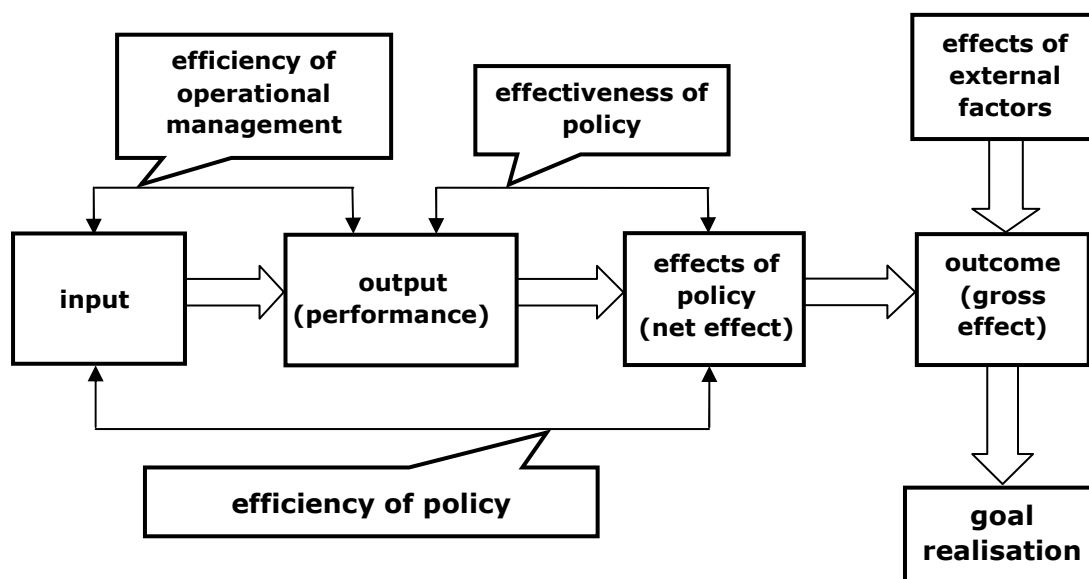 efficiency of
operational
management
effectiveness of
policy
effects of
external
factors
input
output
(performance)
effects of
policy
(net effect)
outcome
(gross
effect)
efficiency of policy
goal
realisation